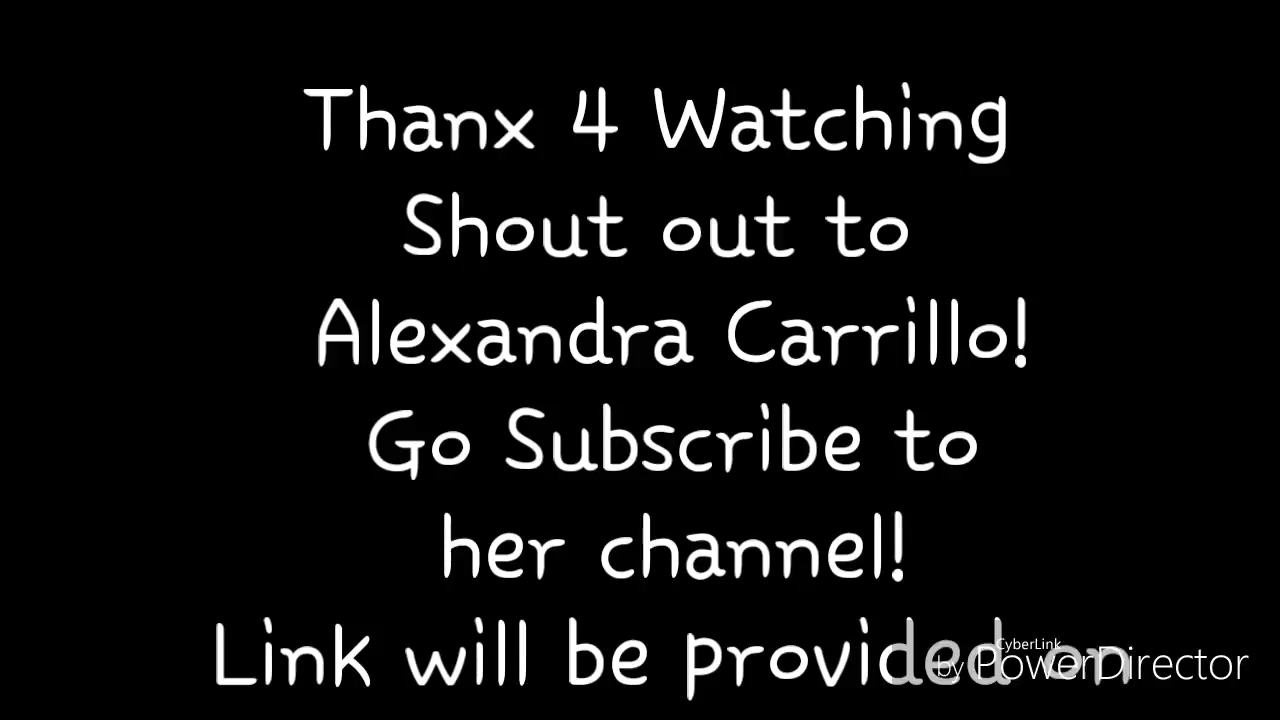 Thanx 4 Watching
Shout out to
Alexandra Carrillo!
Go Subscribe to
her channel!
Link will be provided on
CyberLink
by PowerDirector